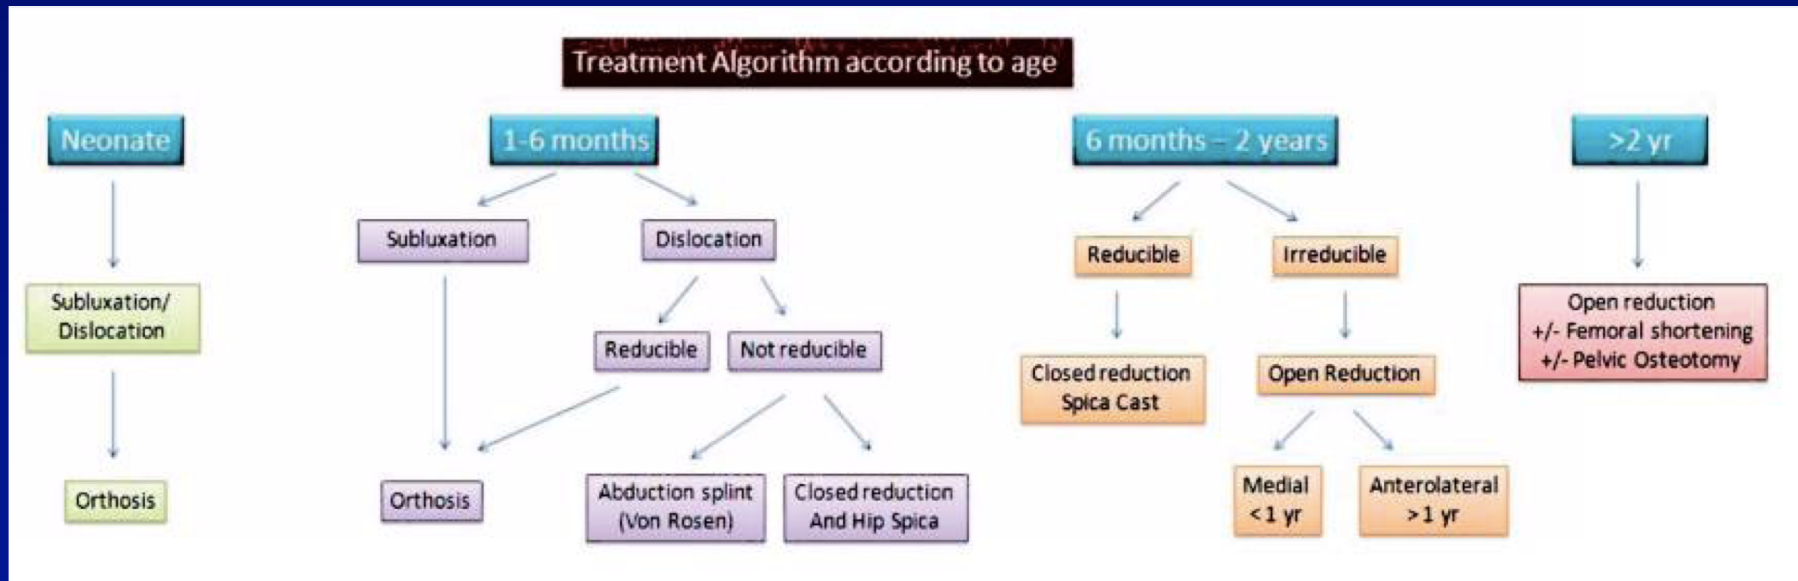 Treatment Algorithm according to age
Neonate
1-6 months
6 months – 2 years
>2 yr
Subluxation
Dislocation
Reducible
Irreducible
Subluxation/
Dislocation
Open reduction
+/- Femoral shortening
+/- Pelvic Osteotomy
Reducible
Not reducible
Closed reduction
Spica Cast
Open Reduction
Orthosis
Orthosis
Abduction splint
(Von Rosen)
Closed reduction
And Hip Spica
Medial
<1 yr
Anterolateral
>1 yr